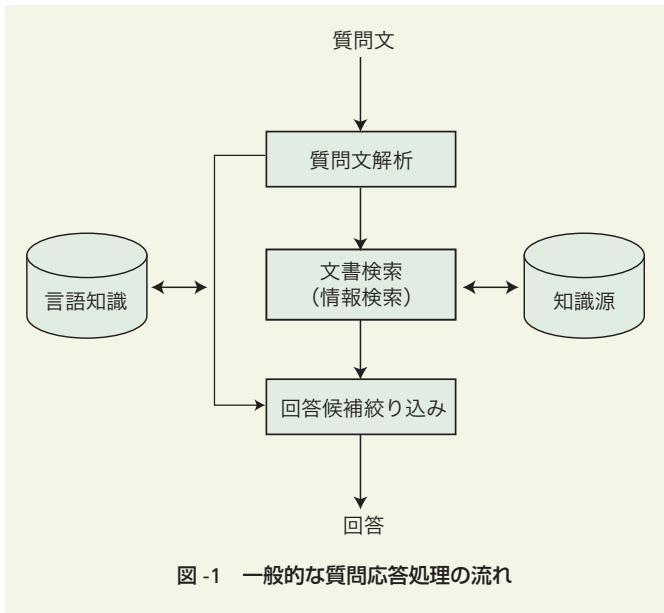 質問文
質問文解析
文書検索
（情報検索）
言語知識
知識源
回答候補絞り込み
回答
図 -1　一般的な質問応答処理の流れ